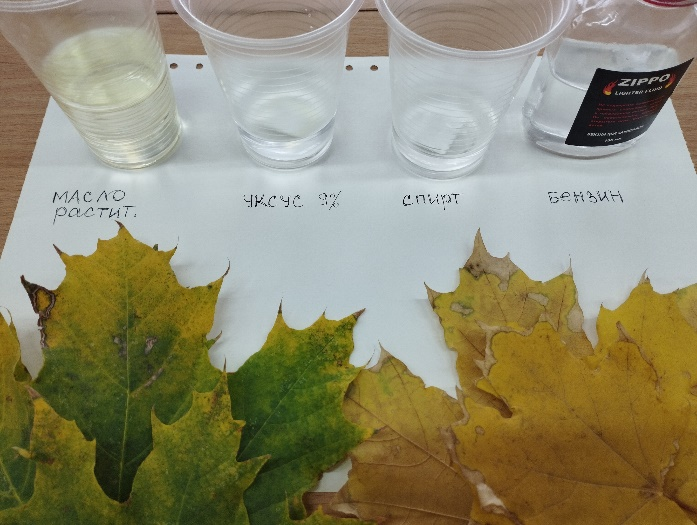 ZIPPO
LIGHTER FLUID
МАСЛО
растит.
УКСУС 9%
спирт
бензин